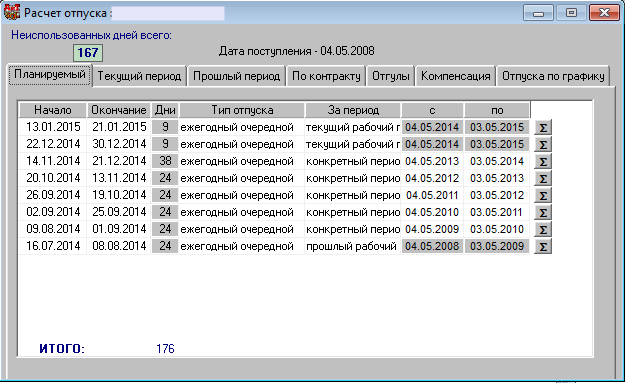 Расчет отпуска :
Неиспользованных дней всего:
167
Дата поступления - 04.05.2008
Планируемый Текущий период Прошлый период По контракту Отгулы Компенсация Отпуска по графику
Начало Окончание Дни Тип отпуска За период с по
13.01.2015 21.01.2015 9 ежегодный очередной текущий рабочий г 04.05.2014 03.05.2015 Σ
22.12.2014 30.12.2014 9 ежегодный очередной текущий рабочий г 04.05.2014 03.05.2015 Σ
14.11.2014 21.12.2014 38 ежегодный очередной конкретный перио 04.05.2013 03.05.2014 Σ
20.10.2014 13.11.2014 24 ежегодный очередной конкретный перио 04.05.2012 03.05.2013 Σ
26.09.2014 19.10.2014 24 ежегодный очередной конкретный перио 04.05.2011 03.05.2012 Σ
02.09.2014 25.09.2014 24 ежегодный очередной конкретный перио 04.05.2010 03.05.2011 Σ
09.08.2014 01.09.2014 24 ежегодный очередной конкретный перио 04.05.2009 03.05.2010 Σ
16.07.2014 08.08.2014 24 ежегодный очередной прошлый рабочий 04.05.2008 03.05.2009 Σ
ИТОГО: 176